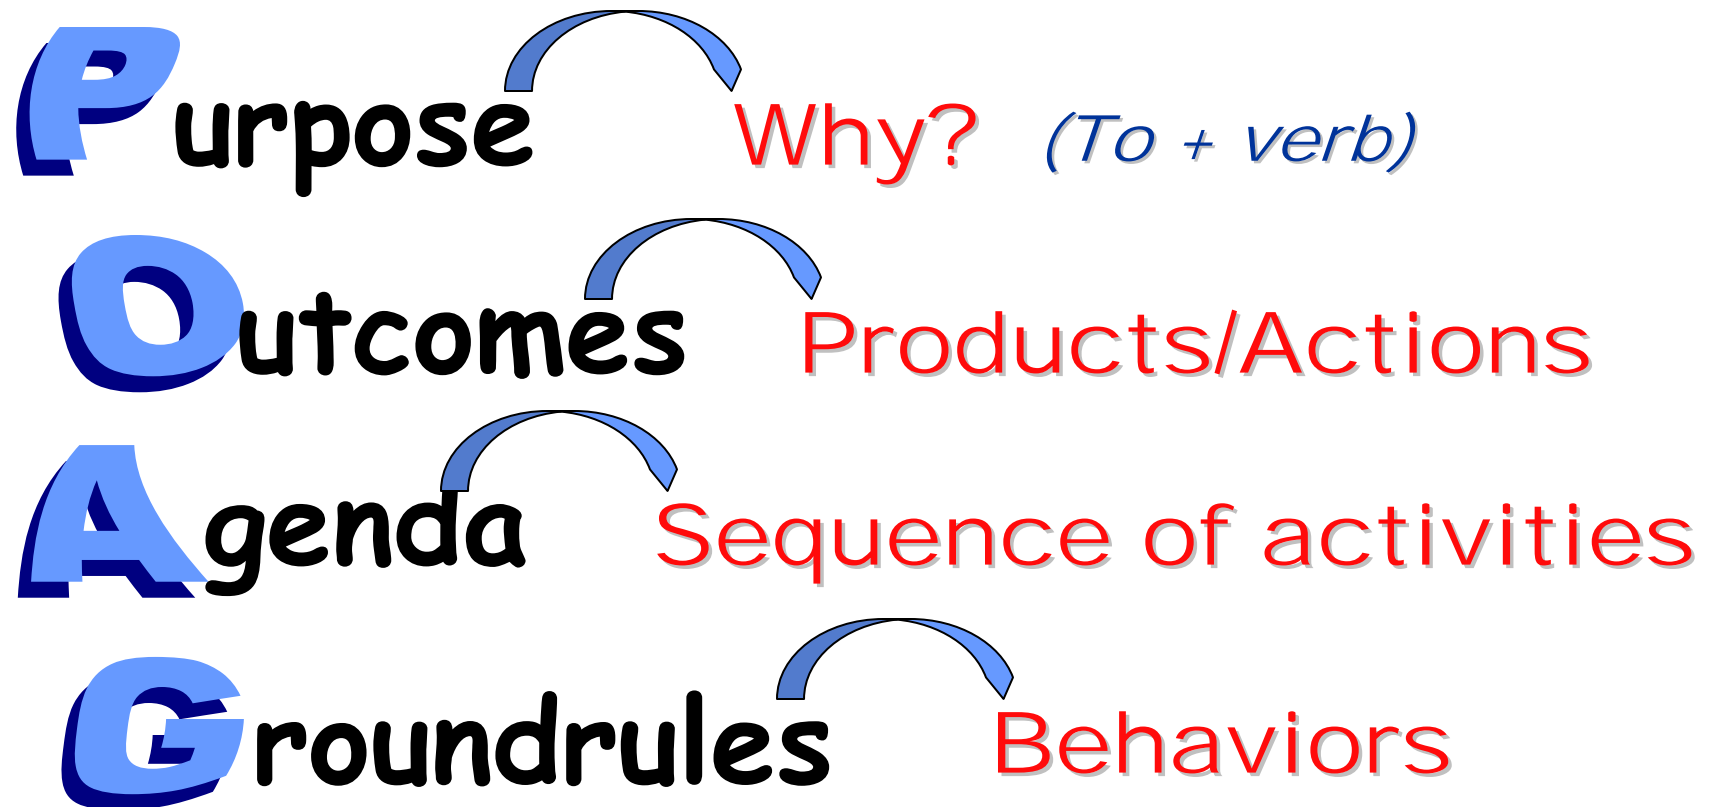 Purpose Why? (To + verb)
Outcomes Products/Actions
Agenda Sequence of activities
Groundrules Behaviors